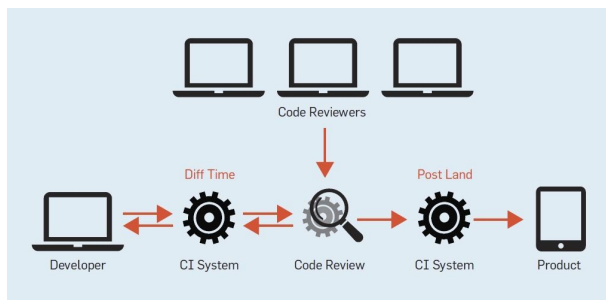 Code Reviewers
Diff Time
Post Land
Developer
CI System
Code Review
CI System
Product